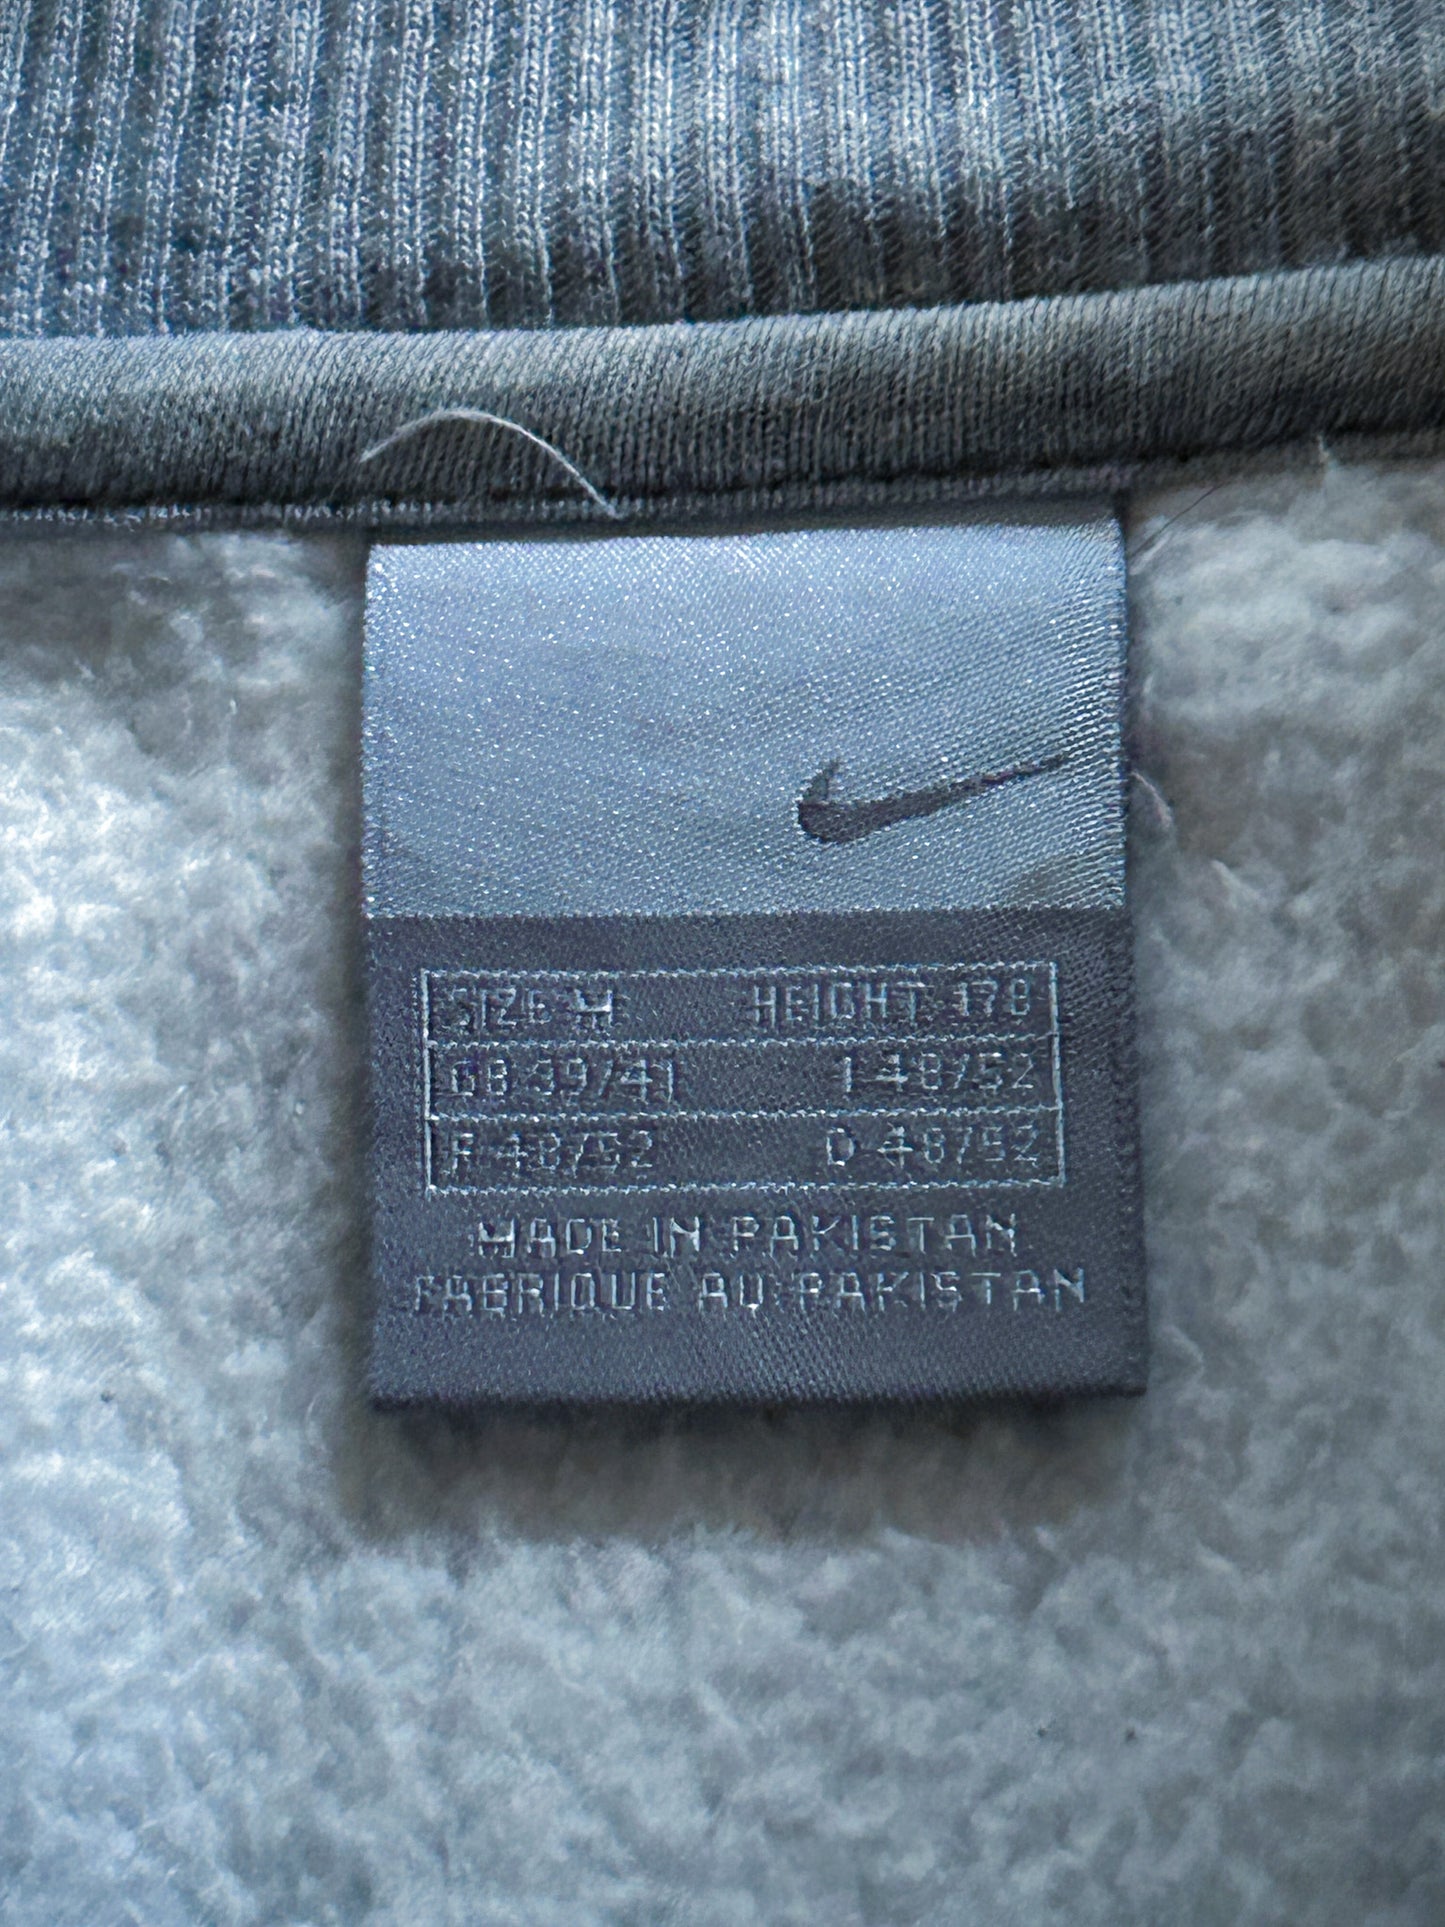 SIZE M HEIGHT 178
GB 39/41 I 48/52
F 48/52 D 48/52
MADE IN PAKISTAN
FABRIQUE AU PAKISTAN